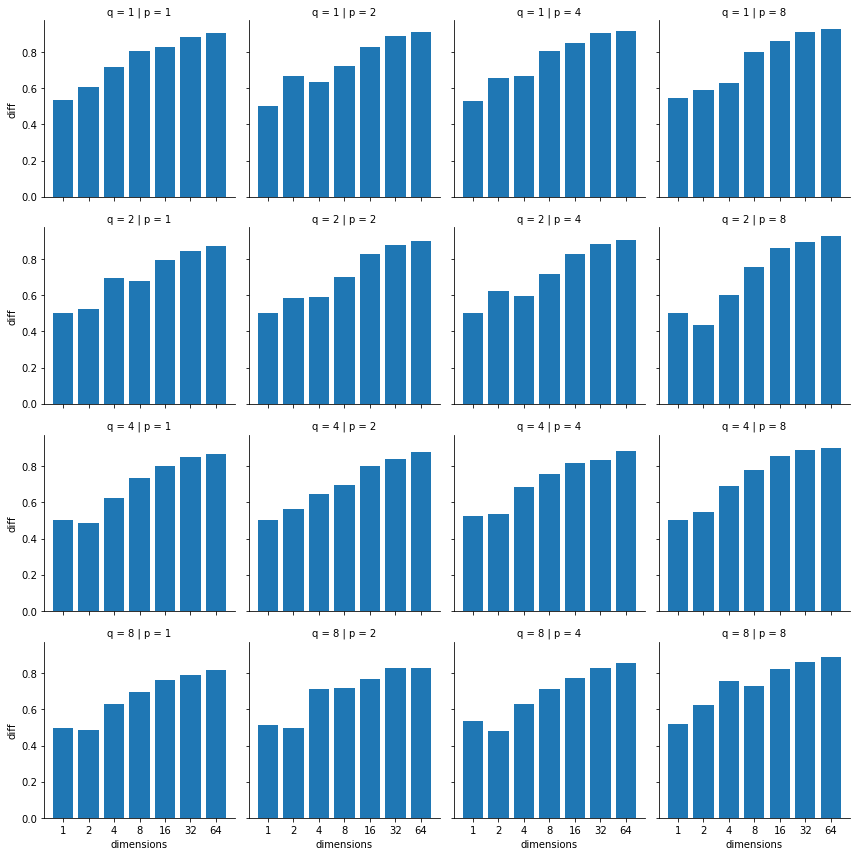 q = 1 | p = 1
q = 1 | p = 2
q = 1 | p = 4
q = 1 | p = 8
diff
0.8
0.6
0.4
0.2
0.0
q = 2 | p = 1
q = 2 | p = 2
q = 2 | p = 4
q = 2 | p = 8
diff
0.8
0.6
0.4
0.2
0.0
q = 4 | p = 1
q = 4 | p = 2
q = 4 | p = 4
q = 4 | p = 8
diff
0.8
0.6
0.4
0.2
0.0
q = 8 | p = 1
q = 8 | p = 2
q = 8 | p = 4
q = 8 | p = 8
diff
0.8
0.6
0.4
0.2
0.0
1 2 4 8 16 32 64
1 2 4 8 16 32 64
1 2 4 8 16 32 64
1 2 4 8 16 32 64
dimensions
dimensions
dimensions
dimensions